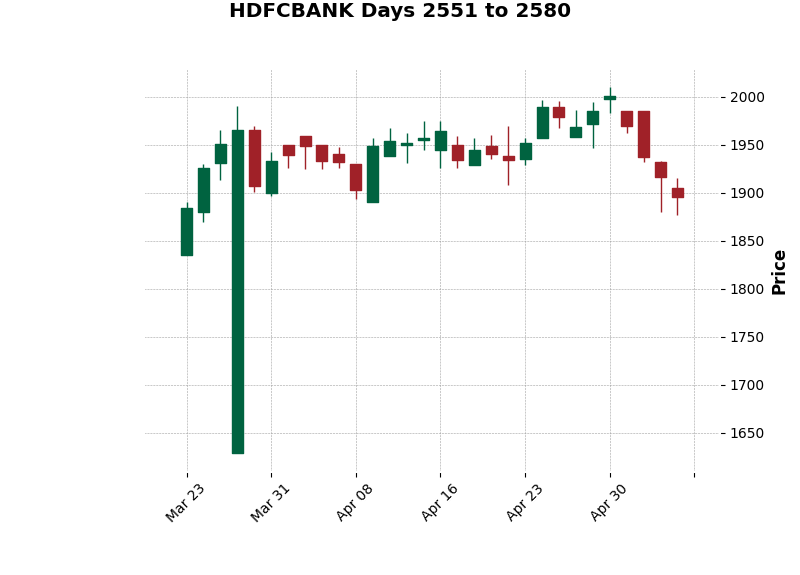 HDFCBANK Days 2551 to 2580
2000
1950
1900
1850
1800
1750
1700
1650
Price
Mar 23
Mar 31
Apr 08
Apr 16
Apr 23
Apr 30